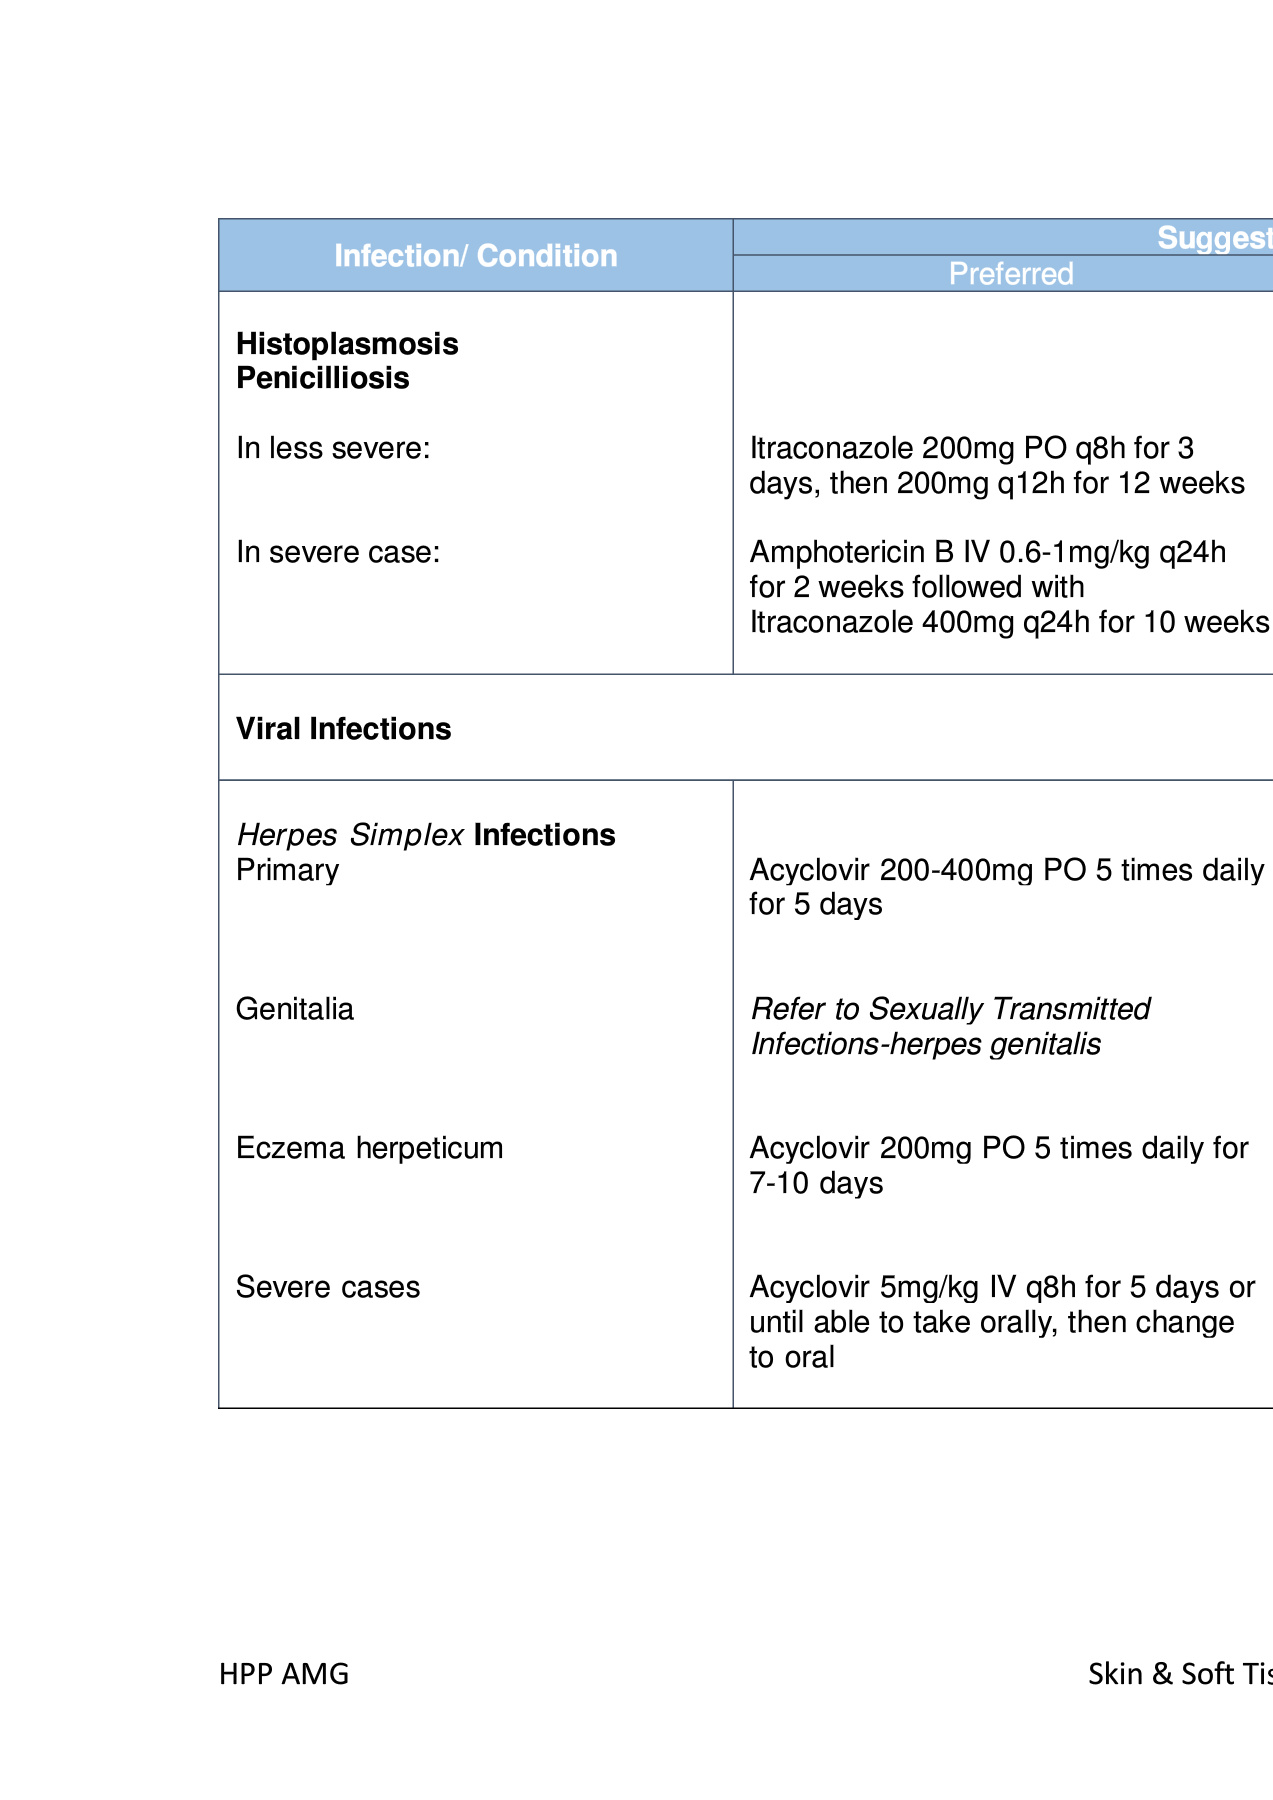 Infection/ Condition
Suggest
Preferred
Histoplasmosis
Penicilliosis
In less severe:
Itraconazole 200mg PO q8h for 3
days, then 200mg q12h for 12 weeks
In severe case:
Amphotericin B IV 0.6-1mg/kg q24h
for 2 weeks followed with
Itraconazole 400mg q24h for 10 weeks
Viral Infections
Herpes Simplex Infections
Primary
Acyclovir 200-400mg PO 5 times daily
for 5 days
Genitalia
Refer to Sexually Transmitted
Infections-herpes genitalis
Eczema herpeticum
Acyclovir 200mg PO 5 times daily for
7-10 days
Severe cases
Acyclovir 5mg/kg IV q8h for 5 days or
until able to take orally, then change
to oral
HPP AMG
Skin & Soft Tis